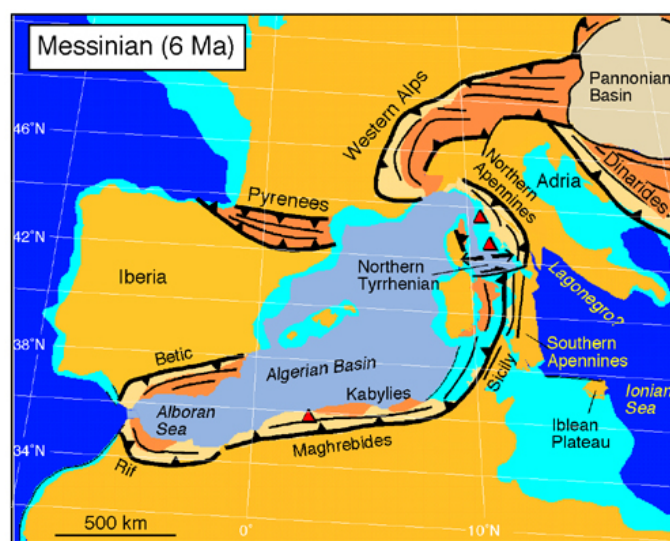 Messinian (6 Ma)
Pannonian
Basin
46°N
Western Alps
Northern
Apennines
Dinarides
Adria
Pyrenees
42°N
Iberia
Northern
Tyrrhenian
Lagonegro?
38°N
Betic
Algerian Basin
Southern
Apennines
Sicily
Kabylies
Ionian
Sea
Alboran
Sea
Iblean
Plateau
34°N
Rif
Maghrebides
500 km
0°
10°N